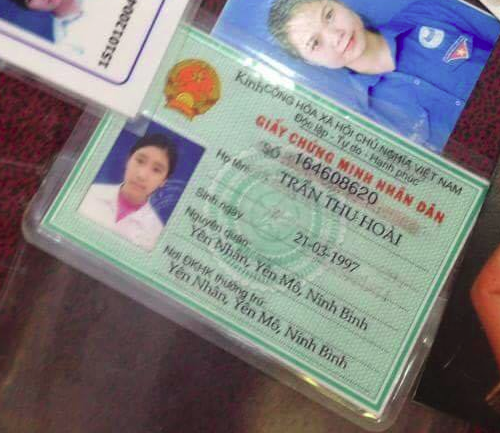 15101200
Kính
CỘNG HÒA XÃ HỘI CHỦ NGHĨA VIỆT NAM
Độc lập - Tự do - Hạnh phúc
GIẤY CHỨNG MINH NHÂN DÂN
SỐ 164608620
Họ tên: TRẦN THU HOÀI
Sinh ngày 21-03-1997
Nguyên quán:
Yên Nhân, Yên Mô, Ninh Bình
Nơi ĐKHK thường trú:
Yên Nhân, Yên Mô, Ninh Bình